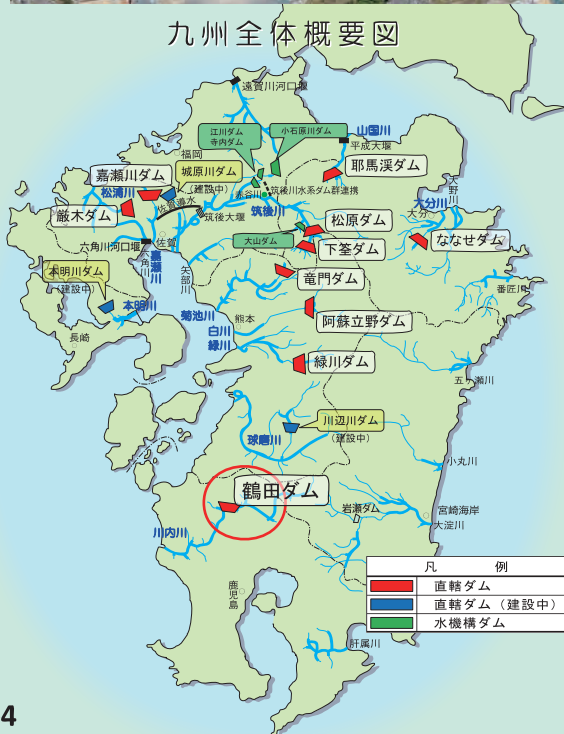 九州全体概要図
遠賀川河口堰
江川ダム
寺内ダム
小石原川ダム
山国川
平成大堰
福岡
耶馬渓ダム
嘉瀬川ダム
城原川ダム
(建設中)
松浦川
赤谷川
筑後川水系ダム群連携
大野川
厳木ダム
佐賀導水
筑後大堰
筑後川
松原ダム
大分川
大分
六角川河口堰
佐賀
大山ダム
下筌ダム
ななせダム
六角川
嘉瀬川
矢部川
竜門ダム
本明川ダム
(建設中)
番匠川
本明川
菊池川
熊本
阿蘇立野ダム
白川
緑川
長崎
緑川ダム
五ヶ瀬川
川辺川ダム
(建設中)
球磨川
小丸川
鶴田ダム
岩瀬ダム
宮崎海岸
大淀川
川内川
鹿児島
凡 例
直轄ダム
直轄ダム(建設中)
水機構ダム
肝属川
4